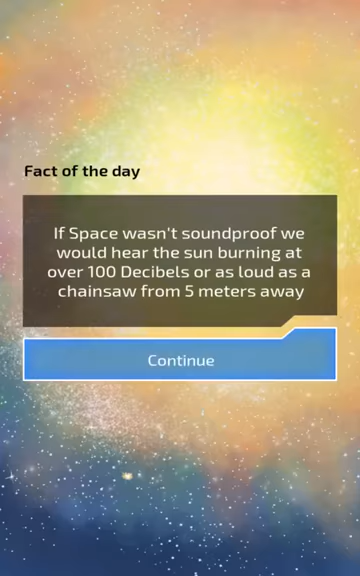 Fact of the day
If Space wasn't soundproof we
would hear the sun burning at
over 100 Decibels or as loud as a
chainsaw from 5 meters away
Continue